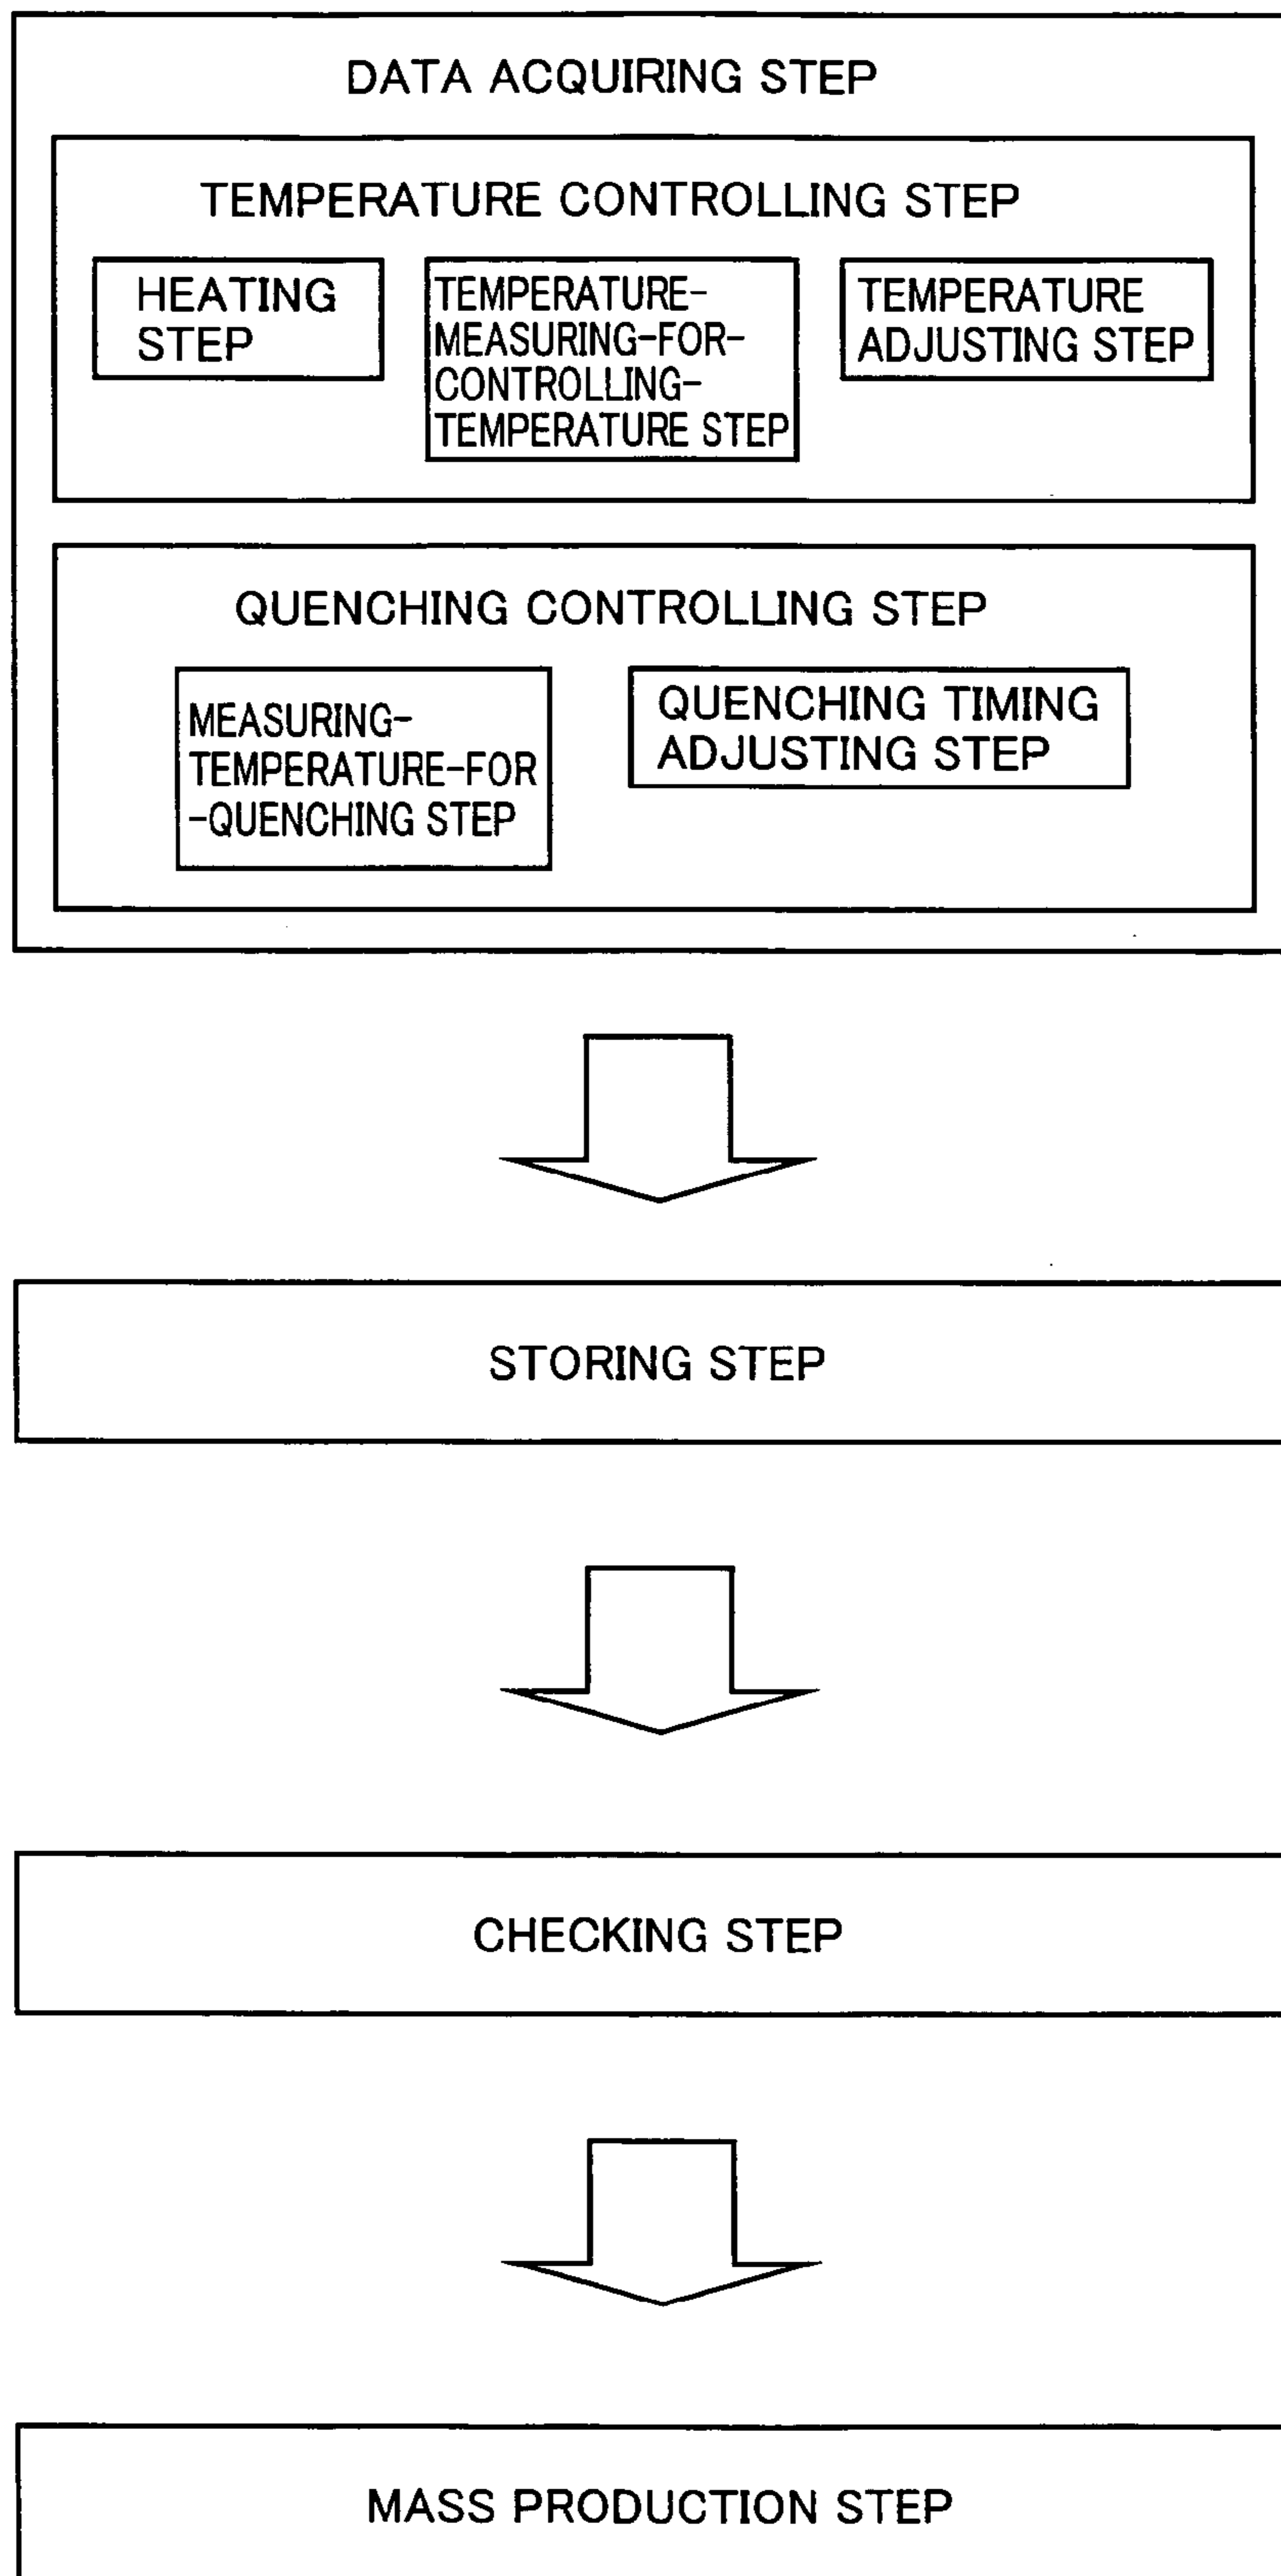 DATA ACQUIRING STEP
TEMPERATURE CONTROLLING STEP
HEATING
STEP
TEMPERATURE-
MEASURING-FOR-
CONTROLLING-
TEMPERATURE STEP
TEMPERATURE
ADJUSTING STEP
QUENCHING CONTROLLING STEP
MEASURING-
TEMPERATURE-FOR
-QUENCHING STEP
QUENCHING TIMING
ADJUSTING STEP
STORING STEP
CHECKING STEP
MASS PRODUCTION STEP